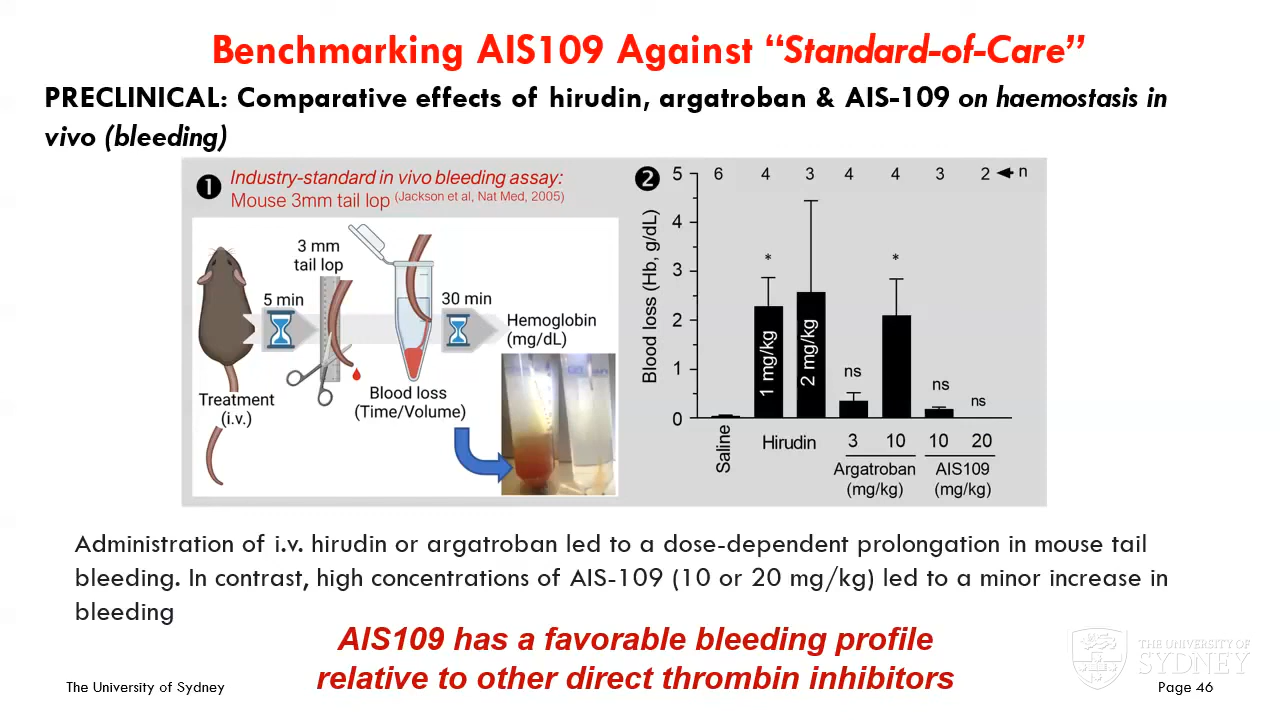 Benchmarking AIS109 Against “Standard-of-Care”
PRECLINICAL: Comparative effects of hirudin, argatroban & AIS-109 on haemostasis in
vivo (bleeding)
1 Industry-standard in vivo bleeding assay:
Mouse 3mm tail lop (Jackson et al, Nat Med, 2005)
3 mm
tail lop
5 min
30 min
Hemoglobin
(mg/dL)
Treatment
(i.v.)
Blood loss
(Time/Volume)
2
Blood loss (Hb, g/dL)
5
4
3
2
1
0
6 4 3 4 4 3 2 n
* *
ns ns ns
1 mg/kg
2 mg/kg
Saline
Hirudin
3 10 10 20
Argatroban AIS109
(mg/kg) (mg/kg)
Administration of i.v. hirudin or argatroban led to a dose-dependent prolongation in mouse tail
bleeding. In contrast, high concentrations of AIS-109 (10 or 20 mg/kg) led to a minor increase in
bleeding
AIS109 has a favorable bleeding profile
relative to other direct thrombin inhibitors
THE UNIVERSITY OF
SYDNEY
The University of Sydney
Page 46